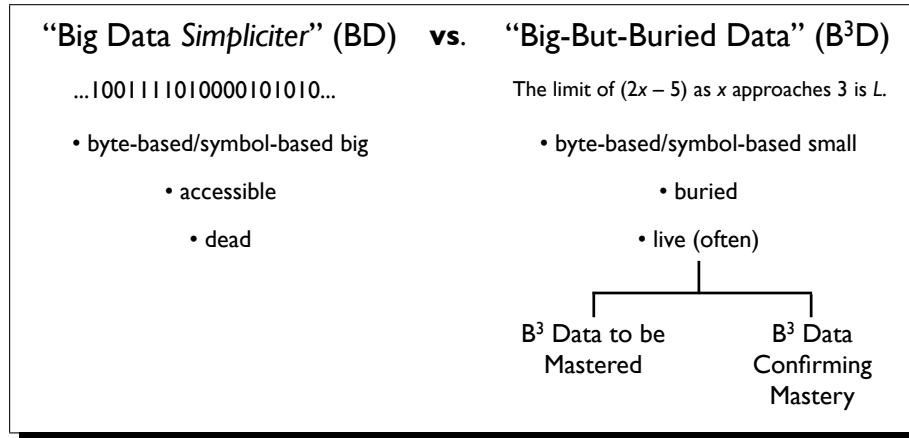 “Big Data Simpliciter” (BD) vs. “Big-But-Buried Data” (B³D)
...1001111010000101010...
The limit of (2x – 5) as x approaches 3 is L.
• byte-based/symbol-based big
• byte-based/symbol-based small
• accessible
• buried
• dead
• live (often)
B³ Data to be
Mastered
B³ Data
Confirming
Mastery